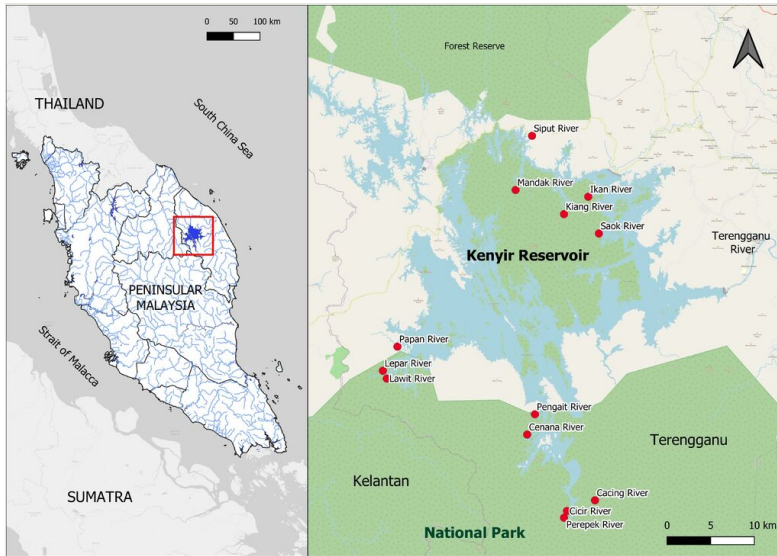 0 50 100 km
THAILAND
South China Sea
PENINSULAR
MALAYSIA
Strait of Malacca
SUMATRA
Forest Reserve
Siput River
Mandak River
Ikan River
Kiang River
Saok River
Kenyir Reservoir
Terengganu
River
Papan River
Lepar River
Lawit River
Pengait River
Cenana River
Terengganu
Kelantan
Cacing River
Cicir River
Perepek River
National Park
0 5 10 km